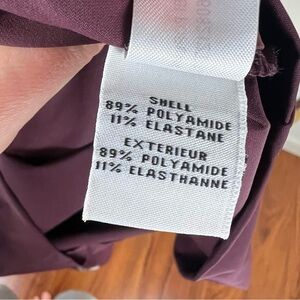 SHELL
89% POLYAMIDE
11% ELASTANE
EXTERIEUR
89% POLYAMIDE
11% ELASTHANNE